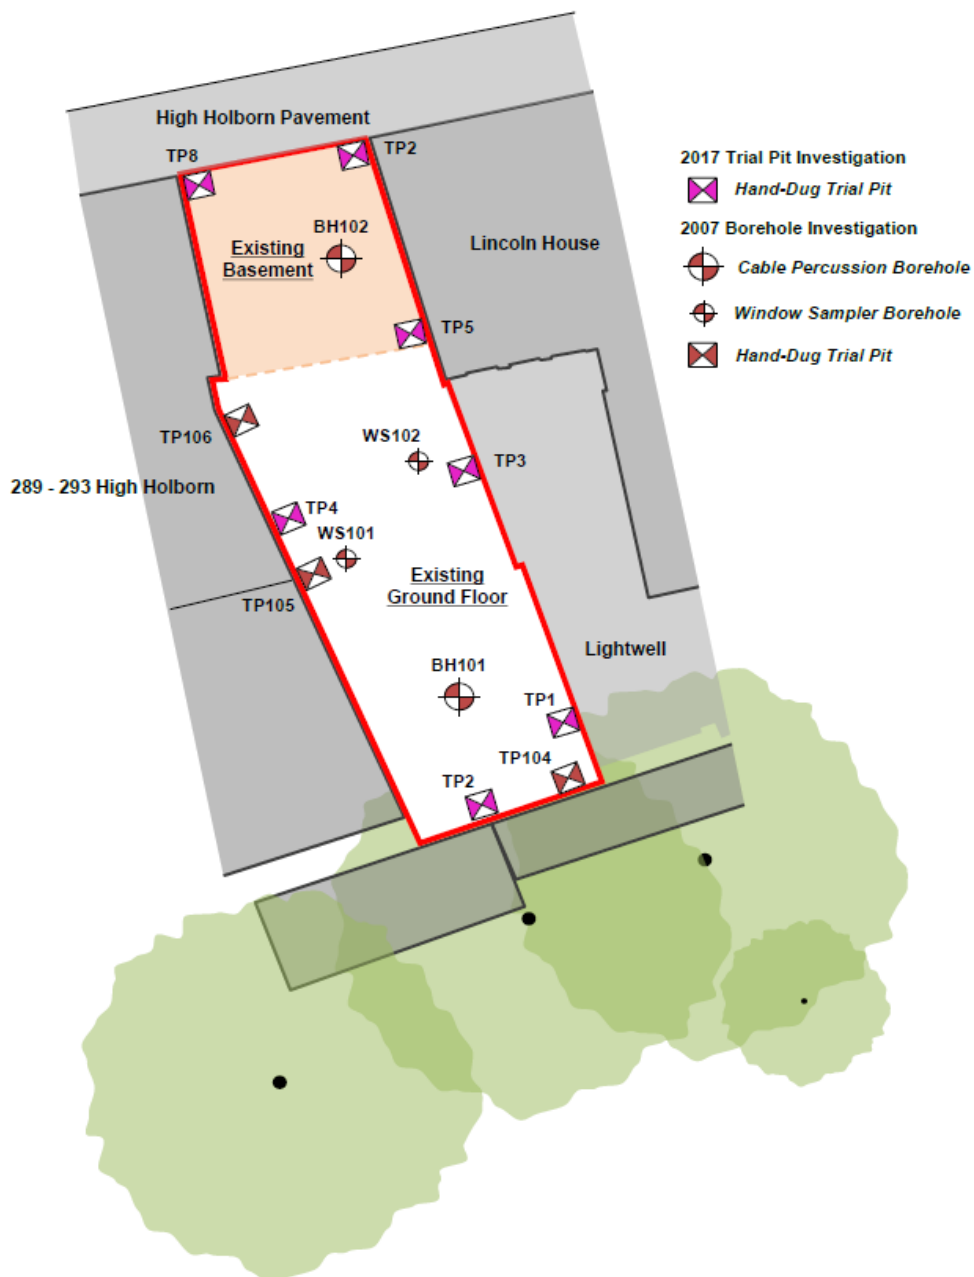 High Holborn Pavement
TP8
TP2
2017 Trial Pit Investigation
Hand-Dug Trial Pit
2007 Borehole Investigation
Cable Percussion Borehole
Window Sampler Borehole
Hand-Dug Trial Pit
BH102
Existing
Basement
Lincoln House
TP5
TP106
WS102
TP3
289 - 293 High Holborn
TP4
WS101
TP105
Existing
Ground Floor
Lightwell
BH101
TP1
TP104
TP2